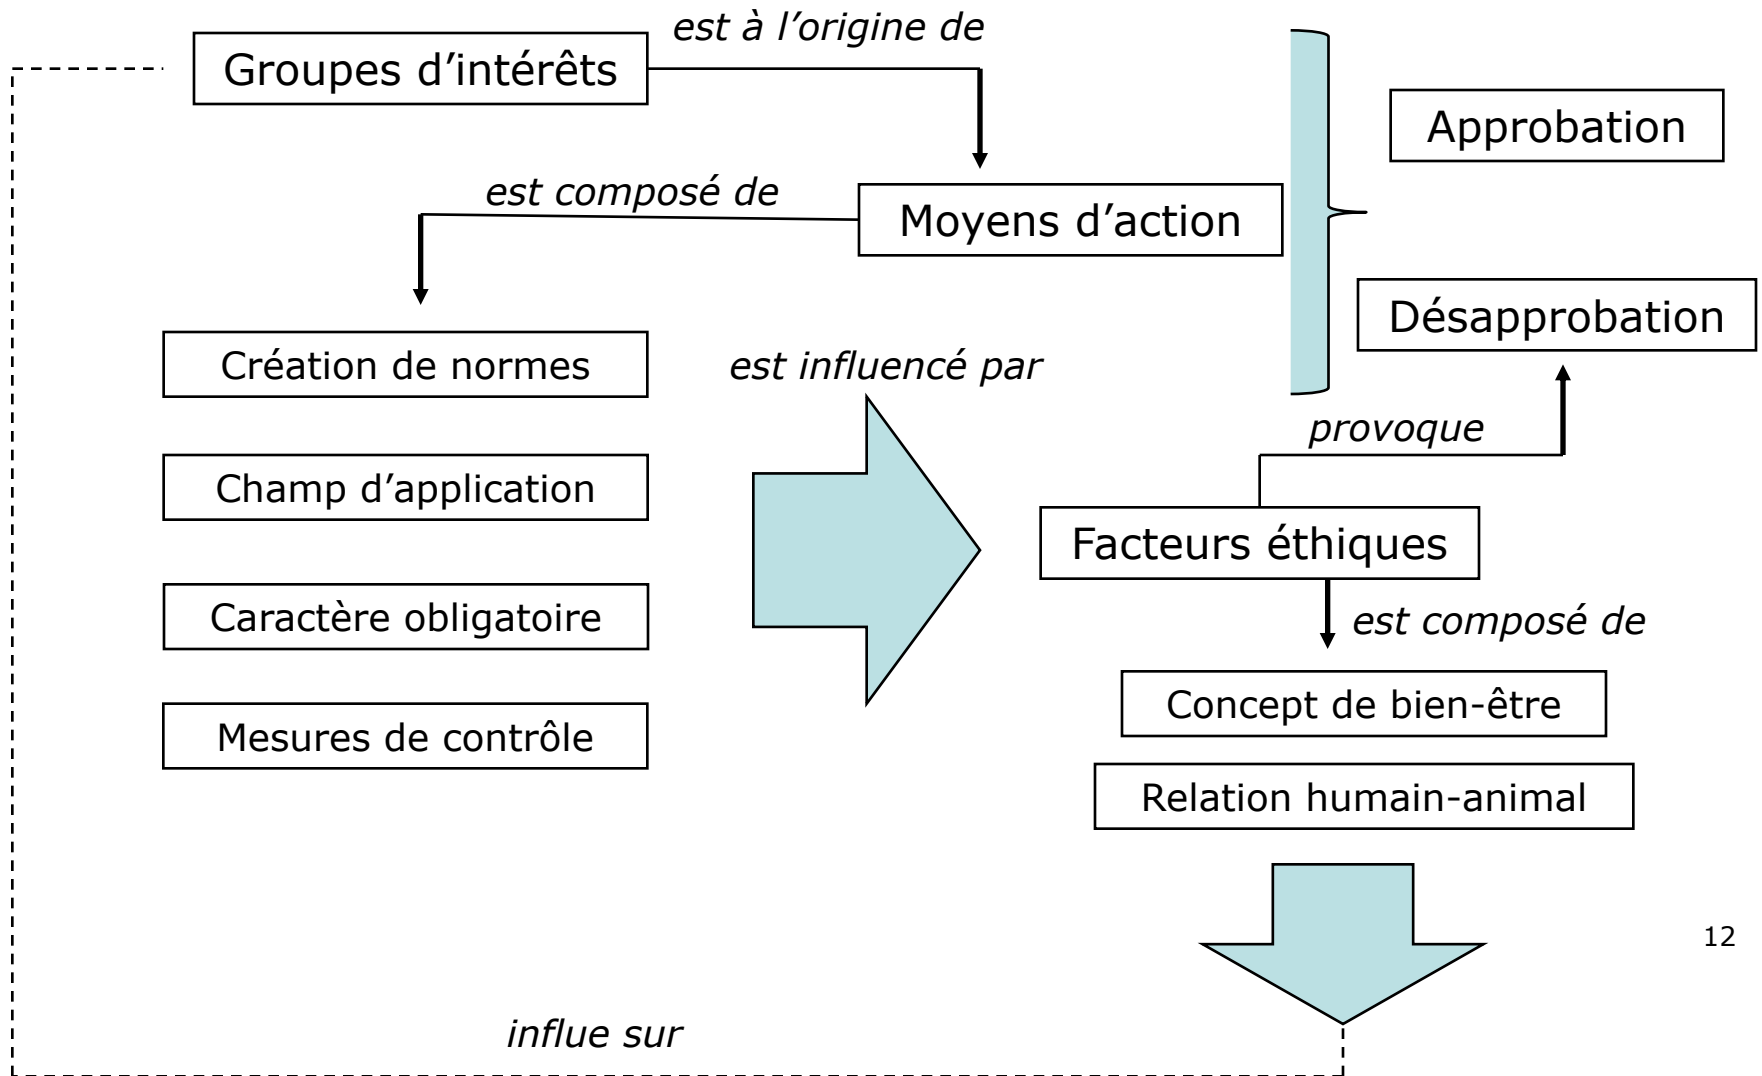 est à l’origine de
Groupes d’intérêts
Approbation
est composé de
Moyens d’action
Désapprobation
Création de normes
est influencé par
provoque
Champ d’application
Facteurs éthiques
Caractère obligatoire
est composé de
Concept de bien-être
Mesures de contrôle
Relation humain-animal
12
influe sur